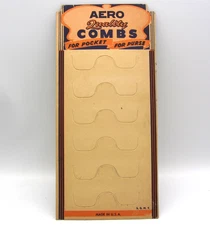 AERO
Quality
COMBS
FOR POCKET FOR PURSE
MADE IN U.S.A.